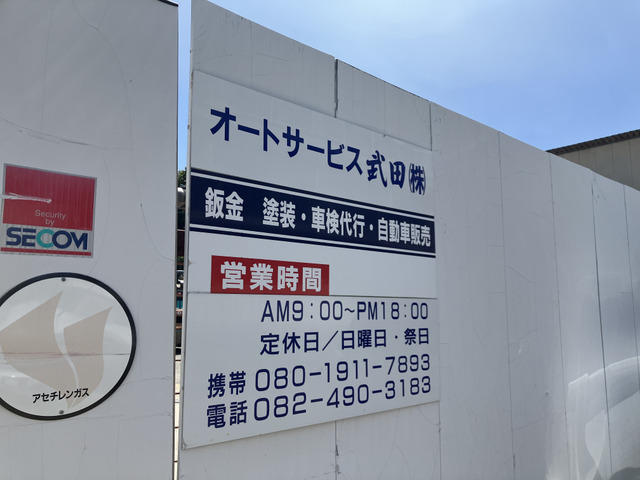 オートサービス武田㈱
鈑金 塗装・車検代行・自動車販売
営業時間
AM9:00~PM18:00
定休日/日曜日・祭日
携帯 080-1911-7893
電話 082-490-3183
Security
by
SECOM
アセチレンガス